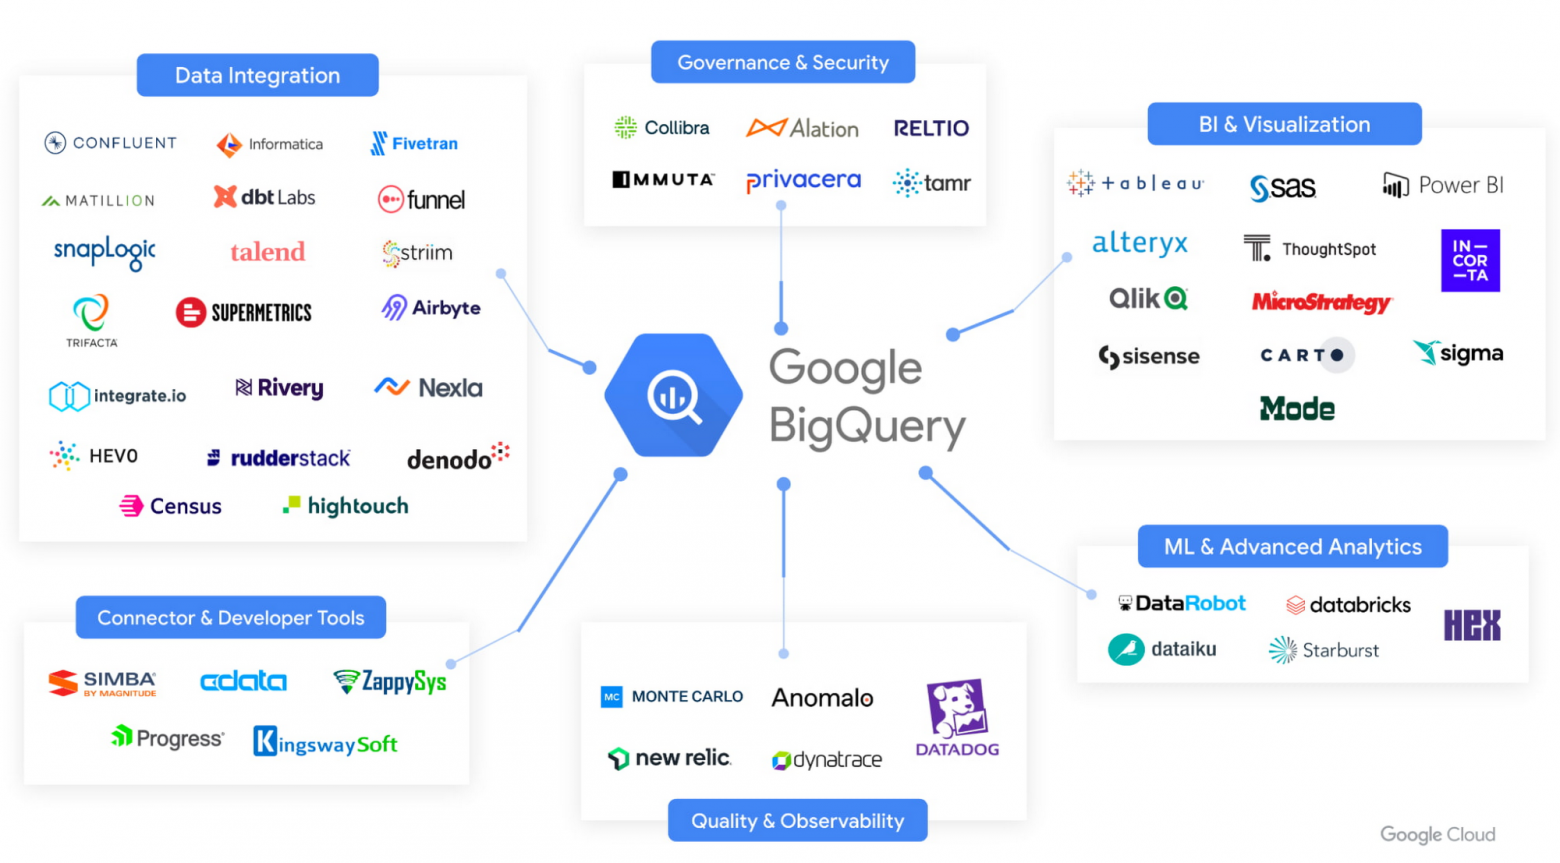 Data Integration
CONFLUENT
Informatica
Fivetran
MATILLION
dbt Labs
funnel
snapLogic
talend
striim
TRIFACTA
SUPERMETRICS
Airbyte
integrate.io
Rivery
Nexla
HEVO
rudderstack
denodo
Census
hightouch
Governance & Security
Collibra
Alation
RELTIO
IMMUTA
privacera
tamr
BI & Visualization
tableau
sas
Power BI
alteryx
ThoughtSpot
IN—
COR
—TA
Qlik
MicroStrategy
sisense
CARTO
sigma
Mode
Google
BigQuery
Connector & Developer Tools
SIMBA
BY MAGNITUDE
cdata
ZappySys
Progress
KingswaySoft
MC MONTE CARLO
Anomalo
DATADOG
new relic.
dynatrace
Quality & Observability
ML & Advanced Analytics
DataRobot
databricks
HEX
dataiku
Starburst
Google Cloud